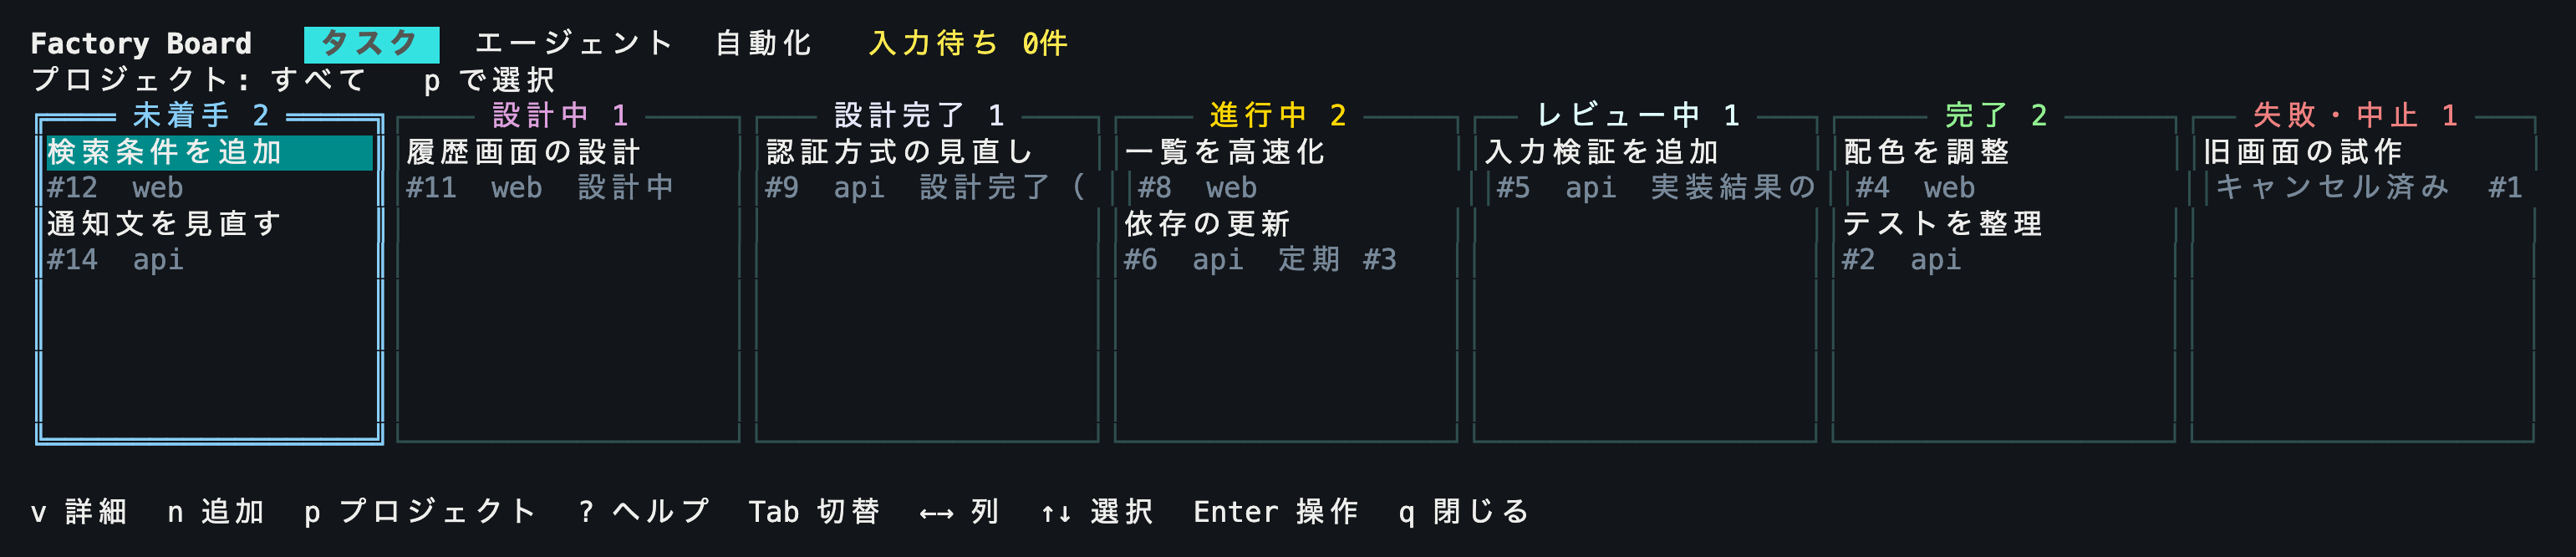 Factory Board タスク エージェント 自動化 入力待ち 0件
プロジェクト: すべて p で選択
未着手 2 設計中 1 設計完了 1 進行中 2 レビュー中 1 完了 2 失敗・中止 1
検索条件を追加 履歴画面の設計 認証方式の見直し 一覧を高速化 入力検証を追加 配色を調整 旧画面の試作
#12 web #11 web 設計中 #9 api 設計完了 ( #8 web #5 api 実装結果の #4 web キャンセル済み #1
通知文を見直す 依存の更新 テストを整理
#14 api #6 api 定期 #3 #2 api
v 詳細 n 追加 p プロジェクト ? ヘルプ Tab 切替 ←→ 列 ↑↓ 選択 Enter 操作 q 閉じる